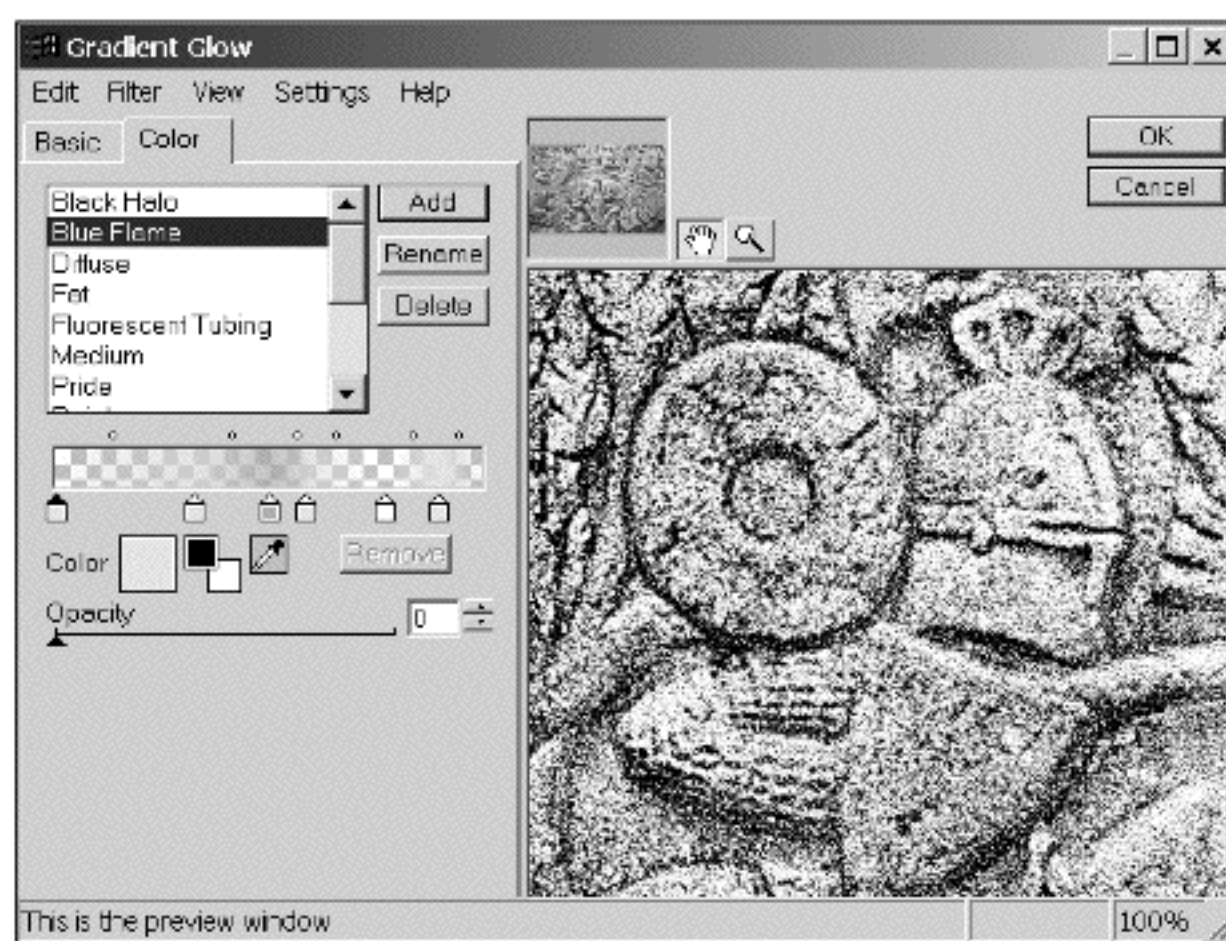 Gradient Glow
Edit Filter View Settings Help
Basic Color
OK
Cancel
Black Halo
Blue Flame
Diffuse
Fat
Fluorescent Tubing
Medium
Pride
Add
Rename
Delete
Color
Remove
Opacity
0
This is the preview window
100%